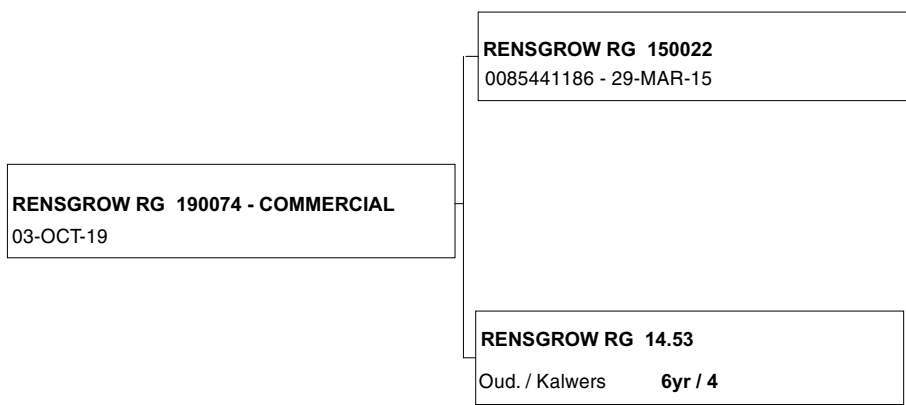 RENSGROW RG 150022
0085441186 - 29-MAR-15
RENSGROW RG 190074 - COMMERCIAL
03-OCT-19
RENSGROW RG 14.53
Oud. / Kalwers 6yr / 4